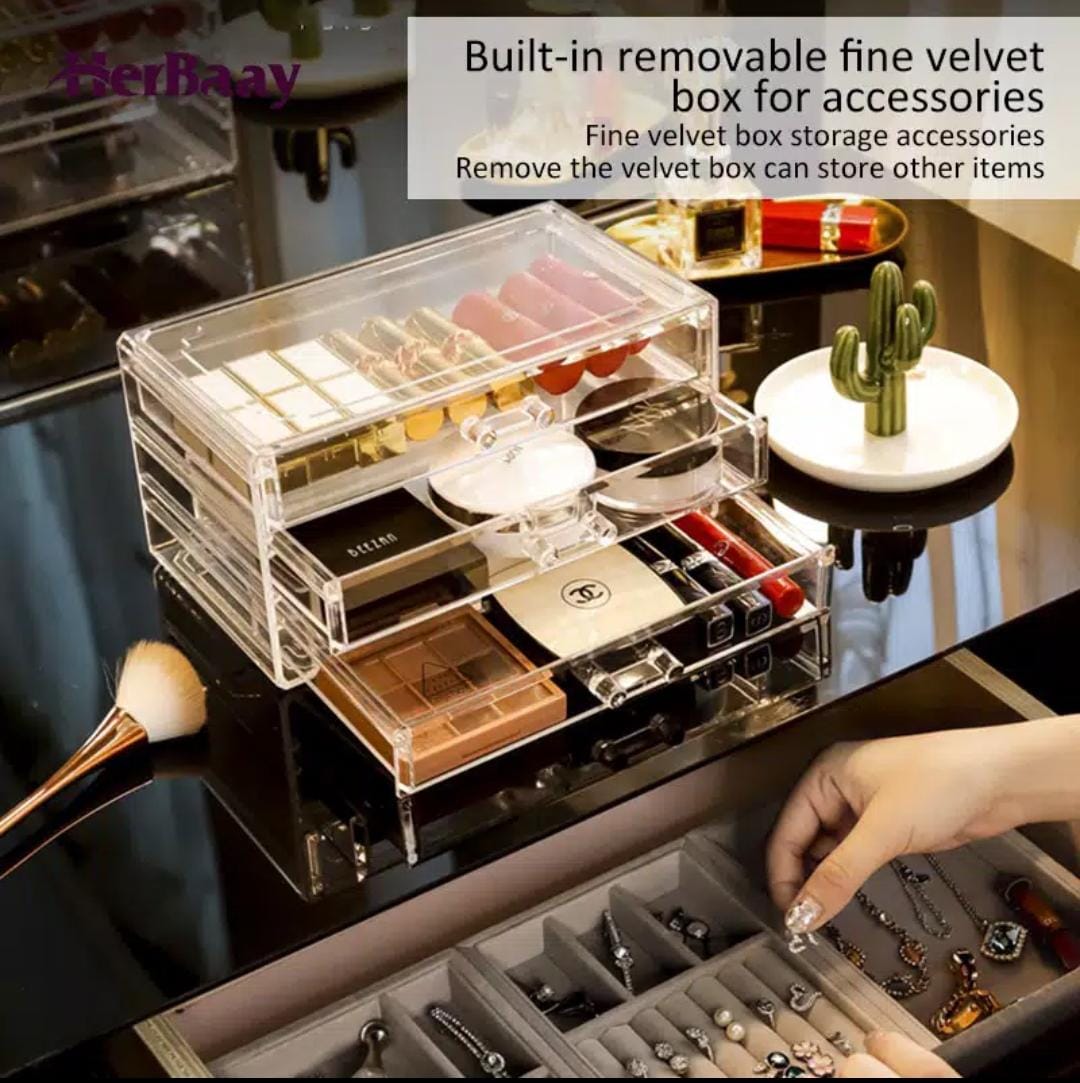 HerBaay
Built-in removable fine velvet
box for accessories
Fine velvet box storage accessories
Remove the velvet box can store other items
BEEZAN